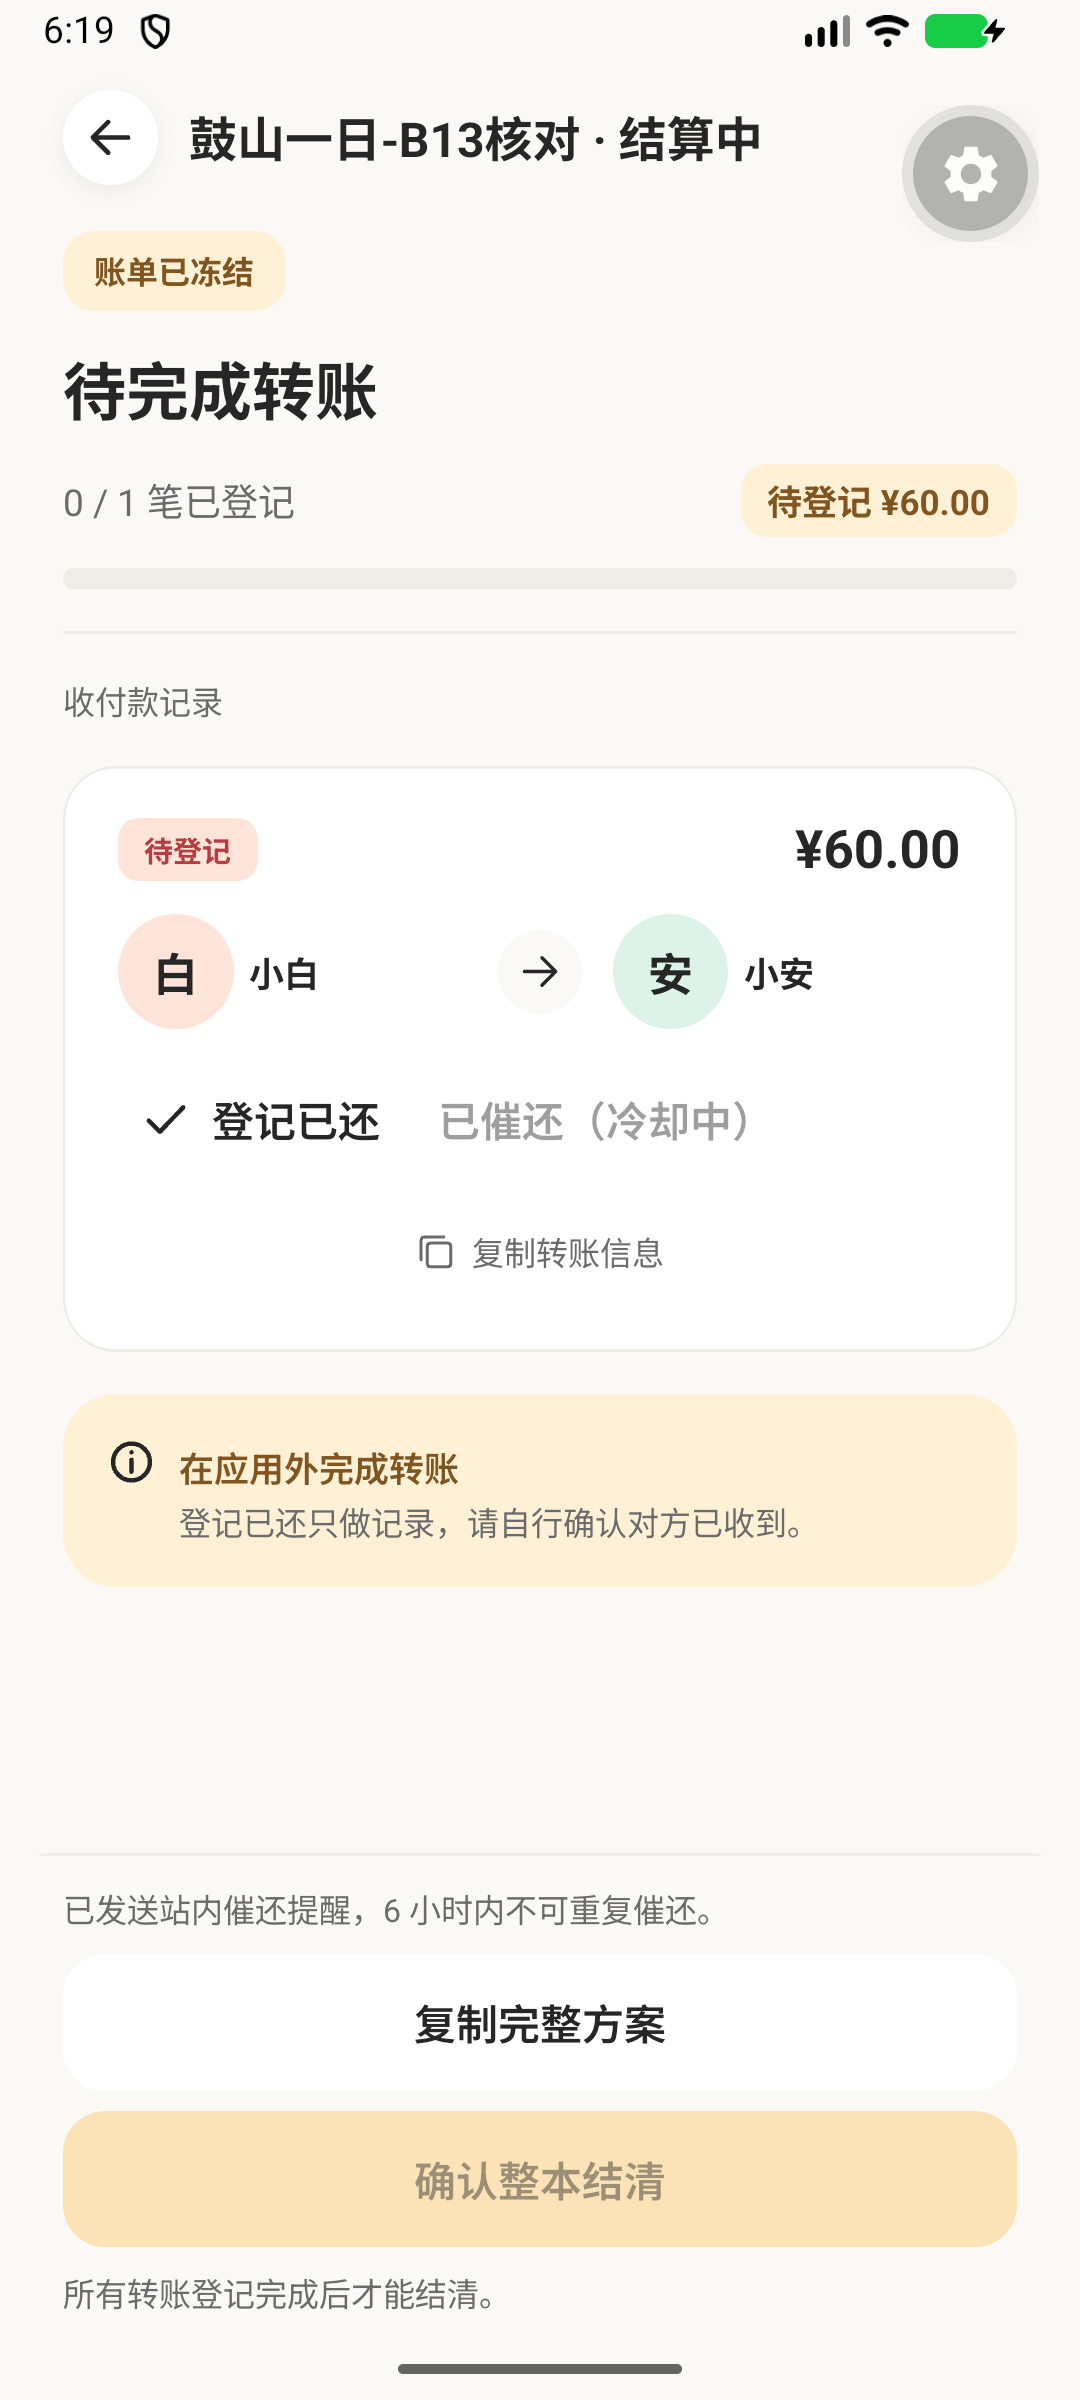 6:19
鼓山一日-B13核对 · 结算中
账单已冻结
待完成转账
0 / 1 笔已登记
待登记 ¥60.00
收付款记录
待登记
¥60.00
白 小白
安 小安
登记已还
已催还（冷却中）
复制转账信息
在应用外完成转账
登记已还只做记录，请自行确认对方已收到。
已发送站内催还提醒，6 小时内不可重复催还。
复制完整方案
确认整本结清
所有转账登记完成后才能结清。